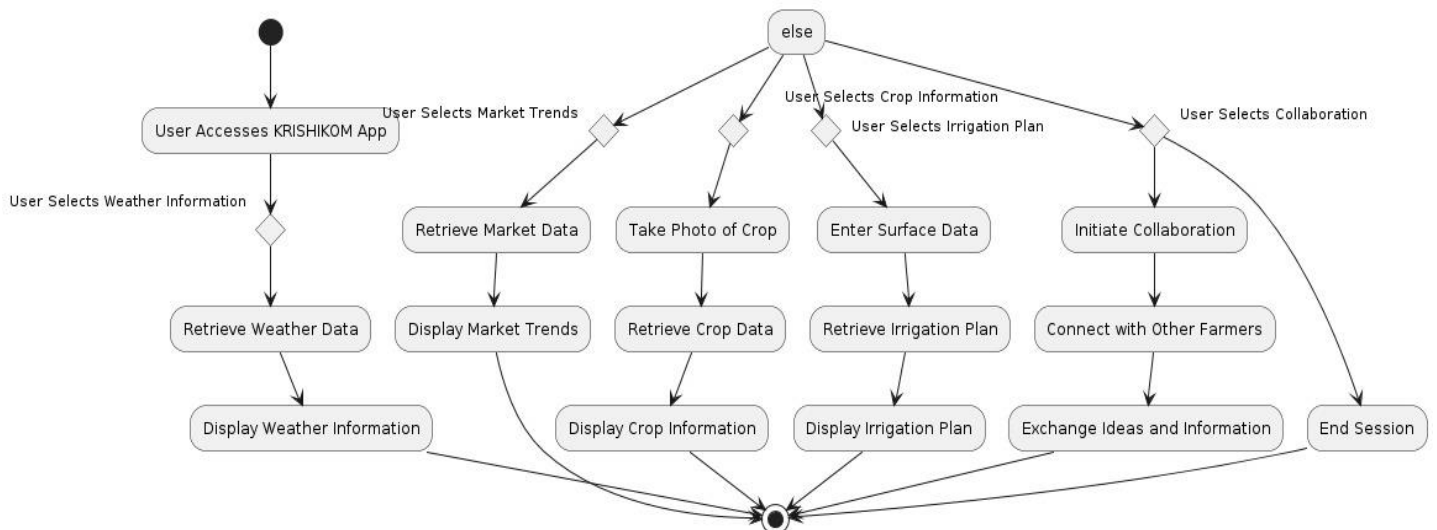 else
User Selects Market Trends
User Selects Crop Information
User Selects Collaboration
User Accesses KRISHIKOM App
User Selects Irrigation Plan
User Selects Weather Information
Retrieve Market Data
Take Photo of Crop
Enter Surface Data
Initiate Collaboration
Retrieve Weather Data
Display Market Trends
Retrieve Crop Data
Retrieve Irrigation Plan
Connect with Other Farmers
Display Weather Information
Display Crop Information
Display Irrigation Plan
Exchange Ideas and Information
End Session